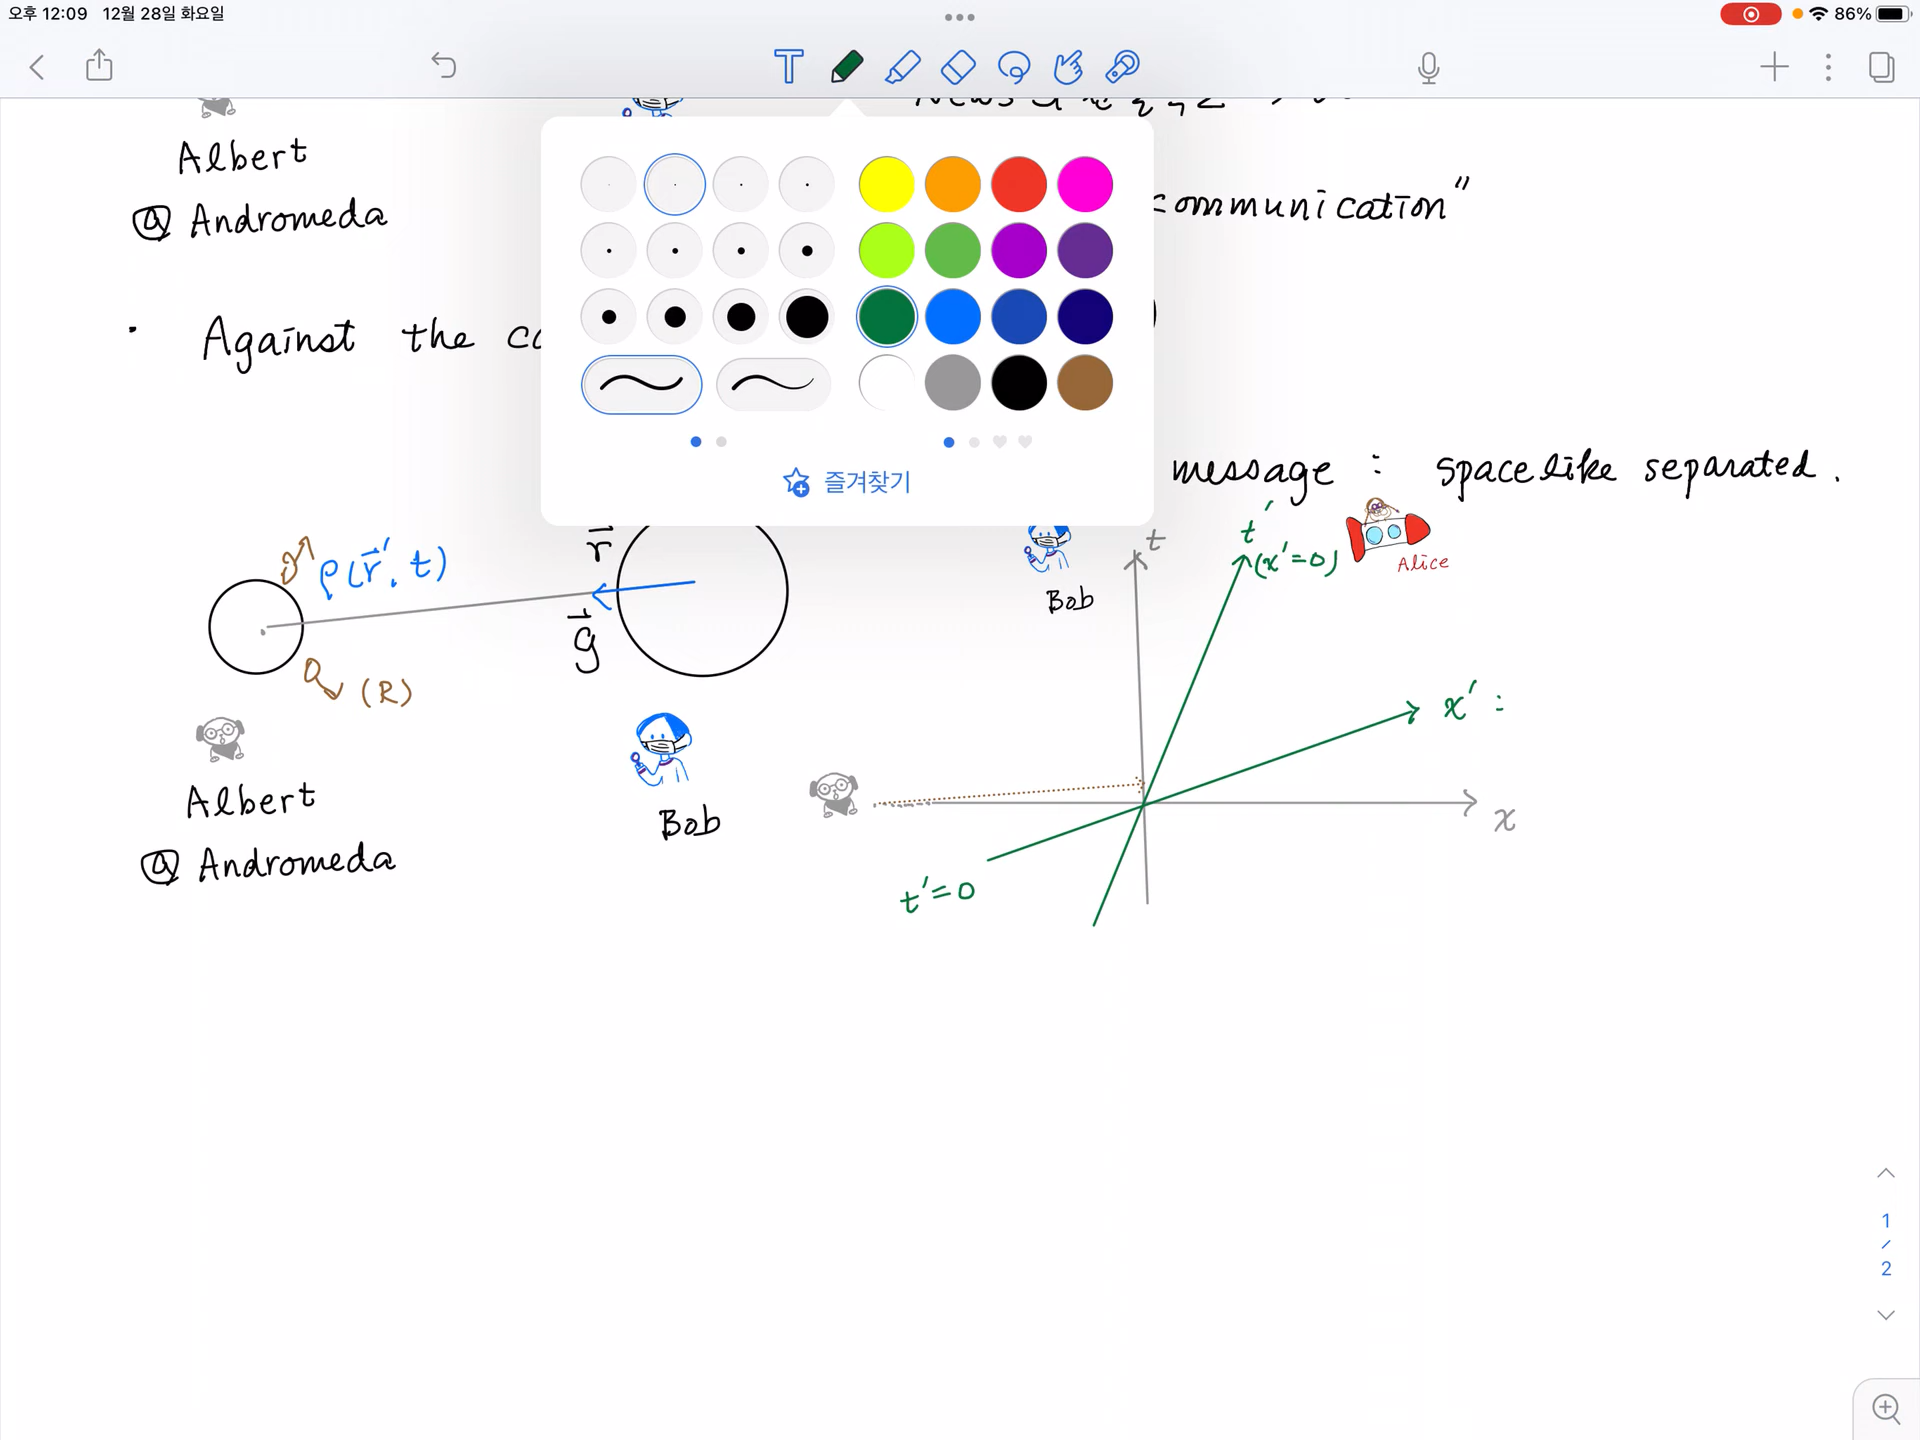 오후 12:09 12월 28일 화요일
86%
T
Albert
@ Andromeda
communication"
· Against the
즐겨찾기
message : spacelike separated.
ρ(r⃗', t)
r⃗
g⃗
(R)
Albert
@ Andromeda
Bob
Bob
t
t'
(x'=0)
Alice
x' :
x
t'=0
1
/
2